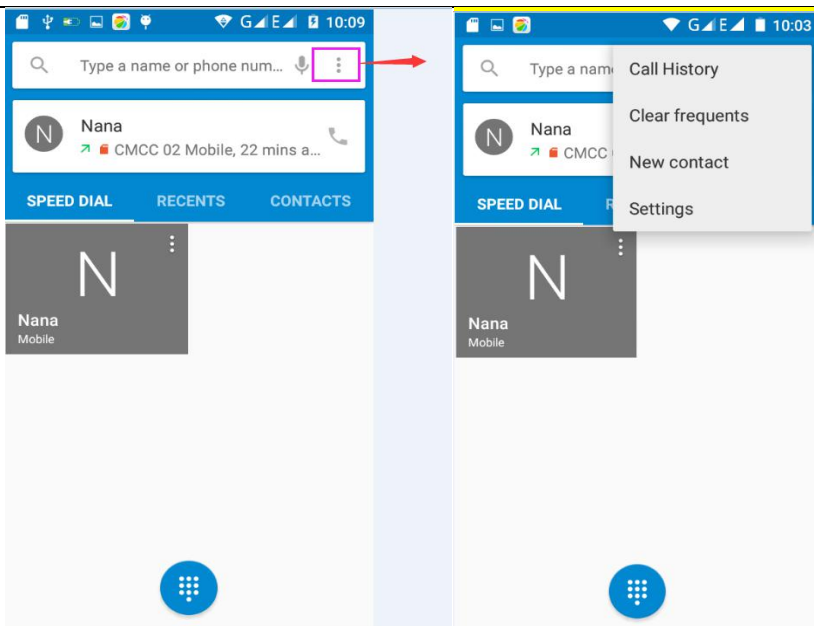 G E 10:09
Type a name or phone num...
N Nana
CMCC 02 Mobile, 22 mins a...
SPEED DIAL RECENTS CONTACTS
N
Nana
Mobile
G E 10:03
Type a nam
N Nana
CMCC
SPEED DIAL R
Call History
Clear frequents
New contact
Settings
N
Nana
Mobile